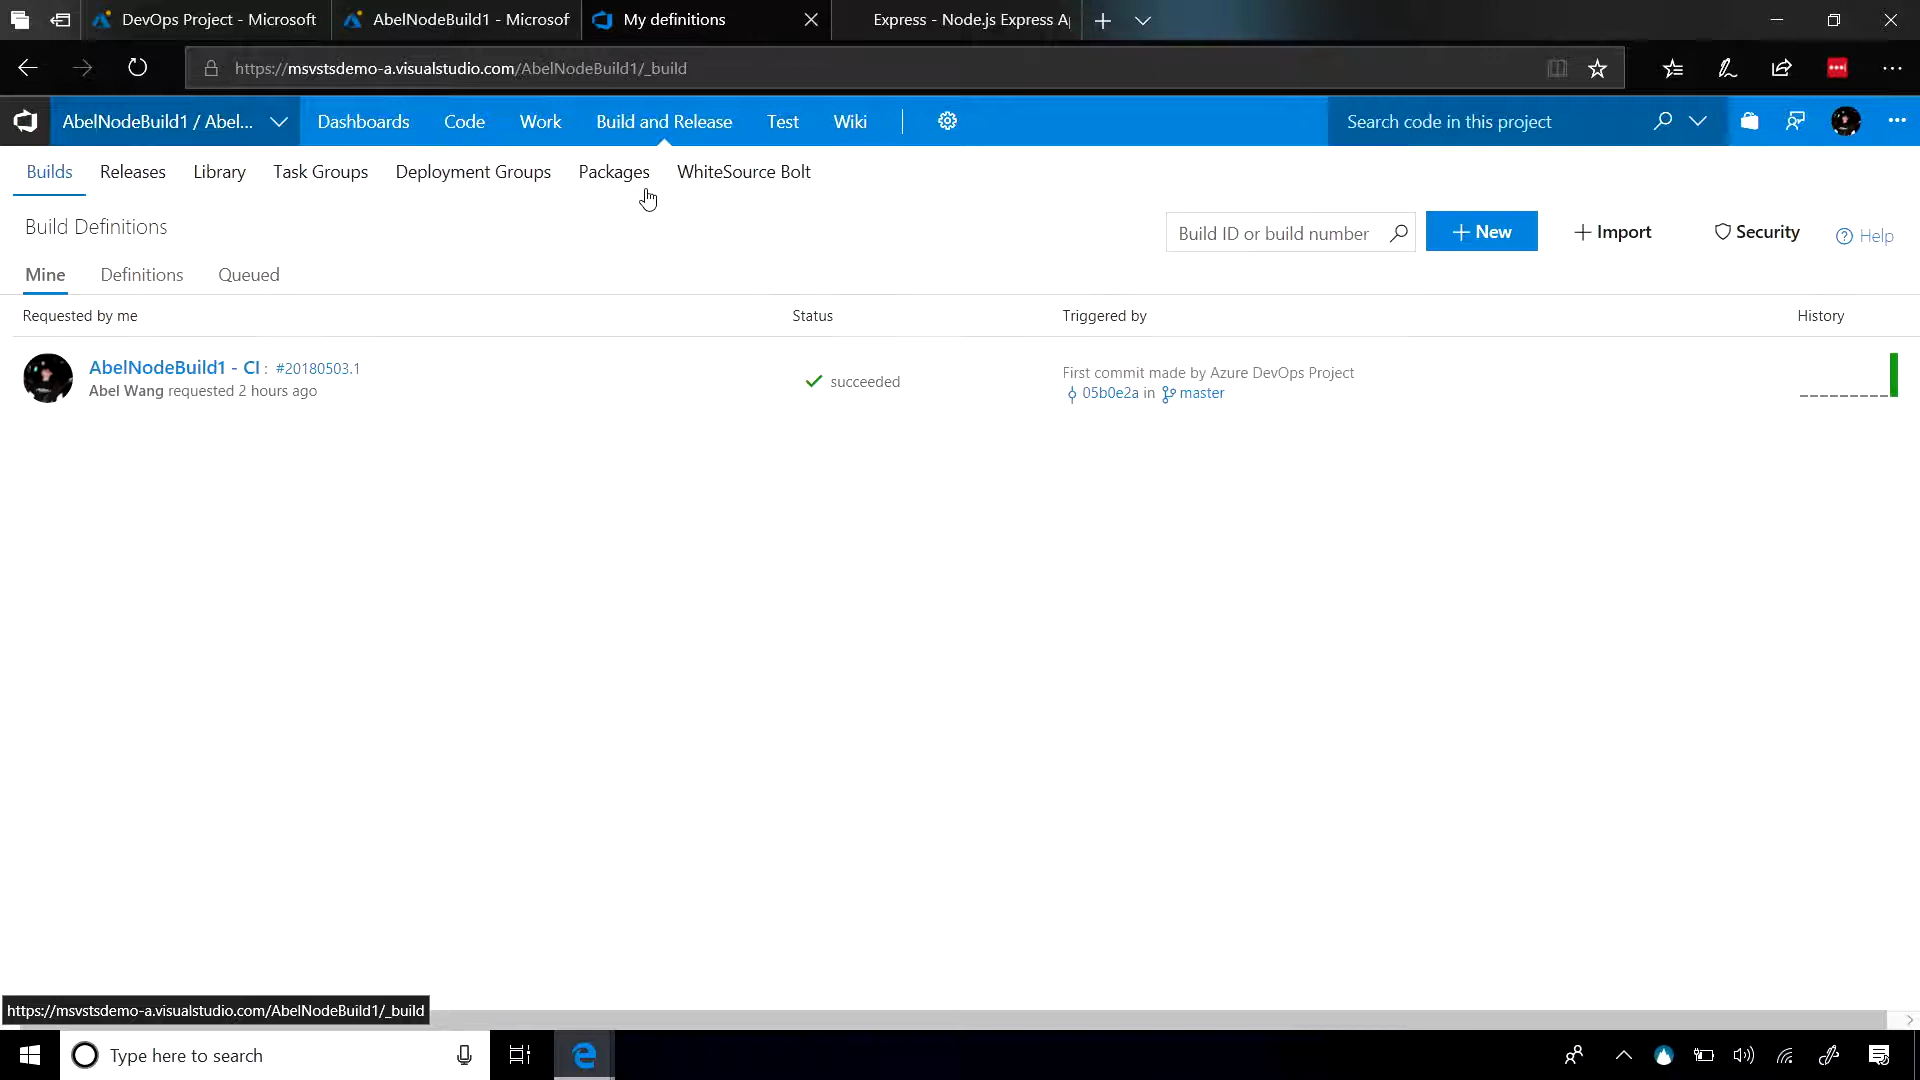 DevOps Project - Microsoft
AbelNodeBuild1 - Microsof
My definitions
Express - Node.js Express A
https://msvstsdemo-a.visualstudio.com/AbelNodeBuild1/_build
AbelNodeBuild1 / Abel...
Dashboards
Code
Work
Build and Release
Test
Wiki
Search code in this project
Builds
Releases
Library
Task Groups
Deployment Groups
Packages
WhiteSource Bolt
Build Definitions
Build ID or build number
New
Import
Security
Help
Mine
Definitions
Queued
Requested by me
Status
Triggered by
History
AbelNodeBuild1 - CI : #20180503.1
Abel Wang requested 2 hours ago
succeeded
First commit made by Azure DevOps Project
05b0e2a in master
https://msvstsdemo-a.visualstudio.com/AbelNodeBuild1/_build
Type here to search